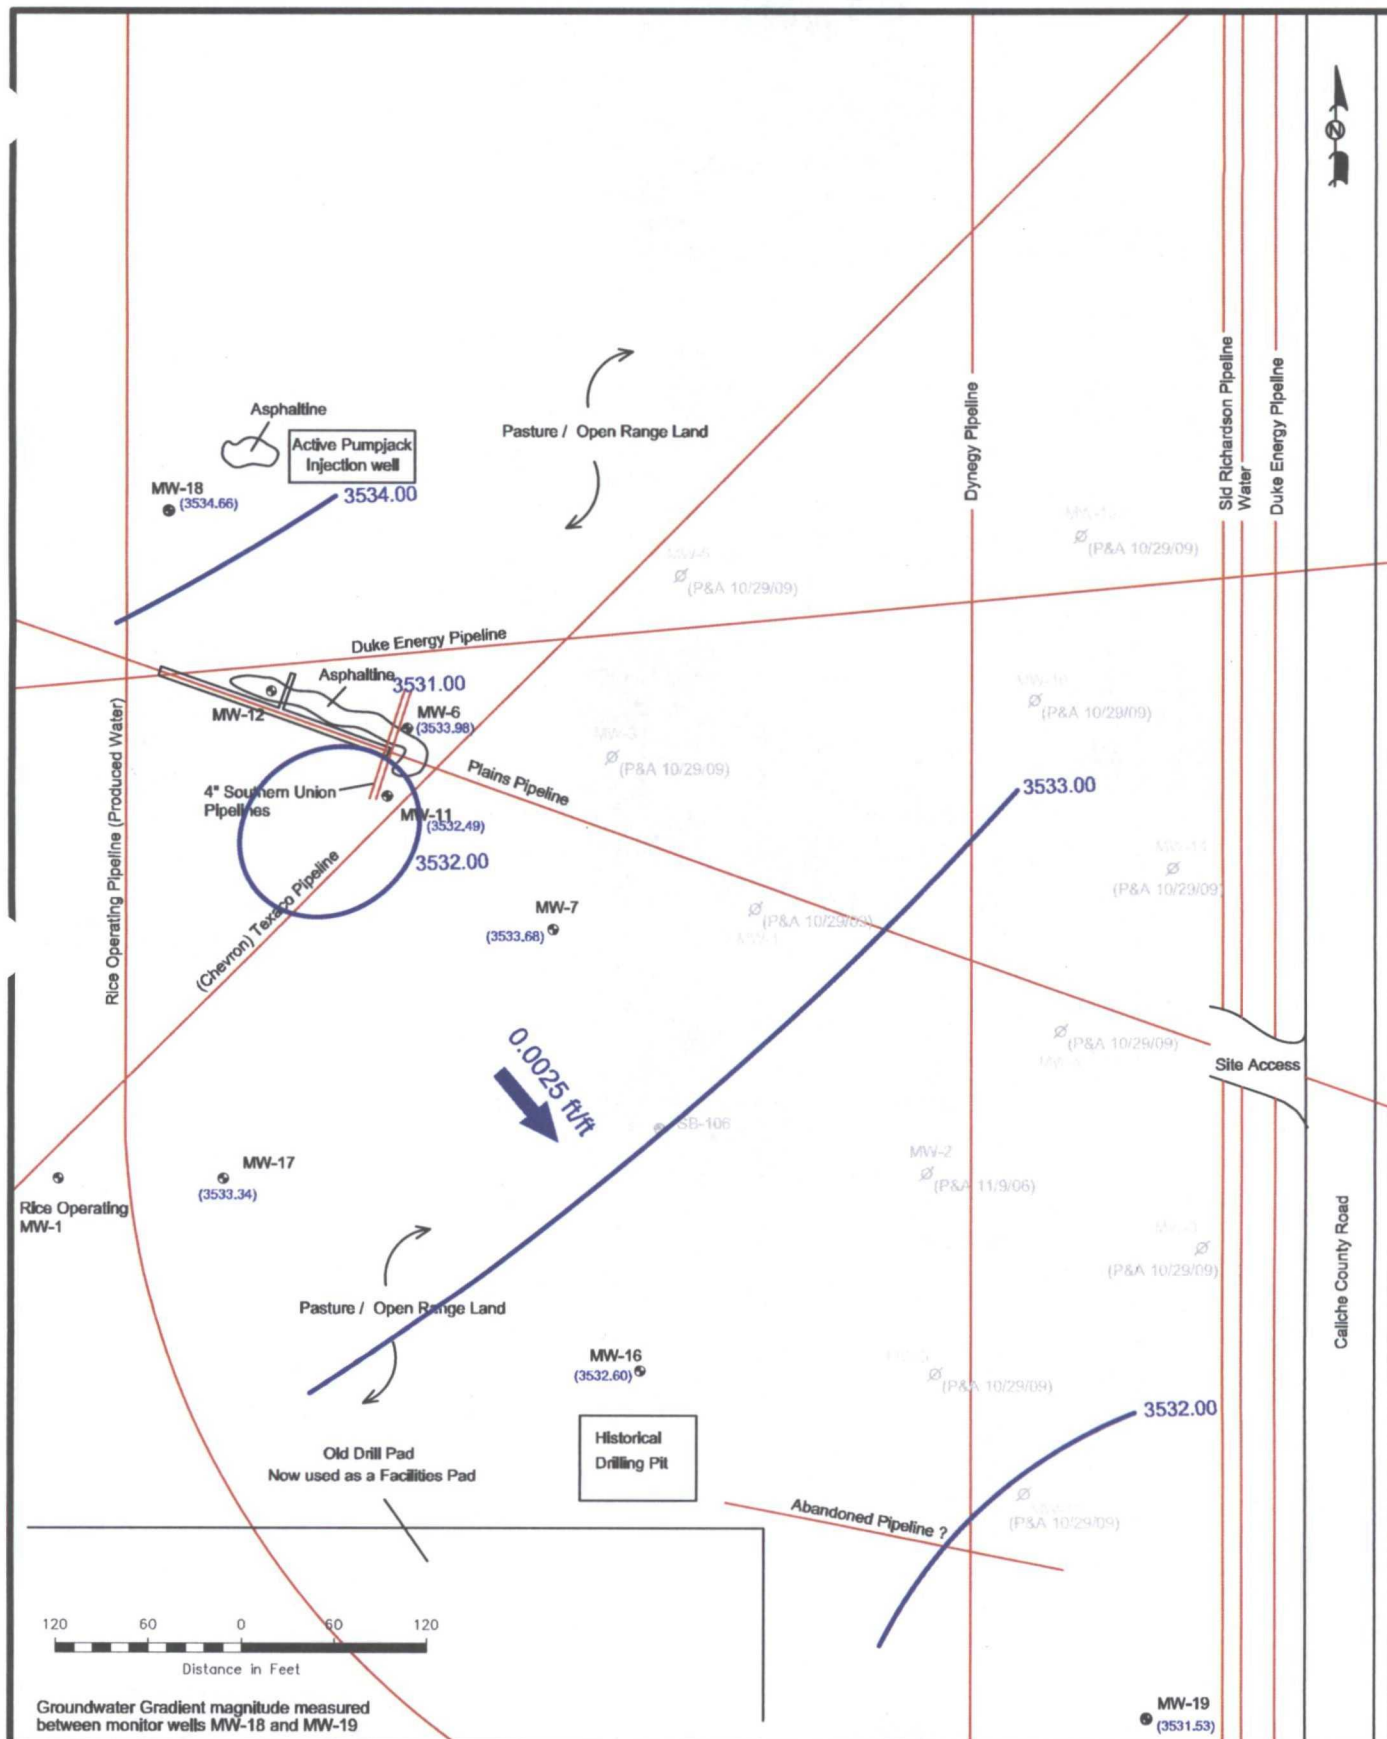 N
Asphaltine
Active Pumpjack
Injection well
Pasture / Open Range Land
MW-18
(3534.66)
3534.00
Dynegy Pipeline
Sid Richardson Pipeline
Water
Duke Energy Pipeline
(P&A 10/29/09)
(P&A 10/29/09)
Duke Energy Pipeline
Asphaltine
3531.00
MW-12
MW-6
(3533.98)
(P&A 10/29/09)
(P&A 10/29/09)
Plains Pipeline
3533.00
4" Southern Union
Pipelines
MW-11
(3532.49)
3532.00
Rice Operating Pipeline (Produced Water)
(Chevron) Texaco Pipeline
(P&A 10/29/09)
MW-7
(3533.68)
(P&A 10/29/09)
0.0025 ft/ft
(P&A 10/29/09)
Site Access
SB-106
MW-2
(P&A 11/9/06)
MW-17
(3533.34)
Rice Operating
MW-1
(P&A 10/29/09)
Caliche County Road
Pasture / Open Range Land
MW-16
(3532.60)
(P&A 10/29/09)
3532.00
Historical
Drilling Pit
Old Drill Pad
Now used as a Facilities Pad
(P&A 10/29/09)
Abandoned Pipeline ?
120 60 0 60 120
Distance in Feet
Groundwater Gradient magnitude measured
between monitor wells MW-18 and MW-19
MW-19
(3531.53)